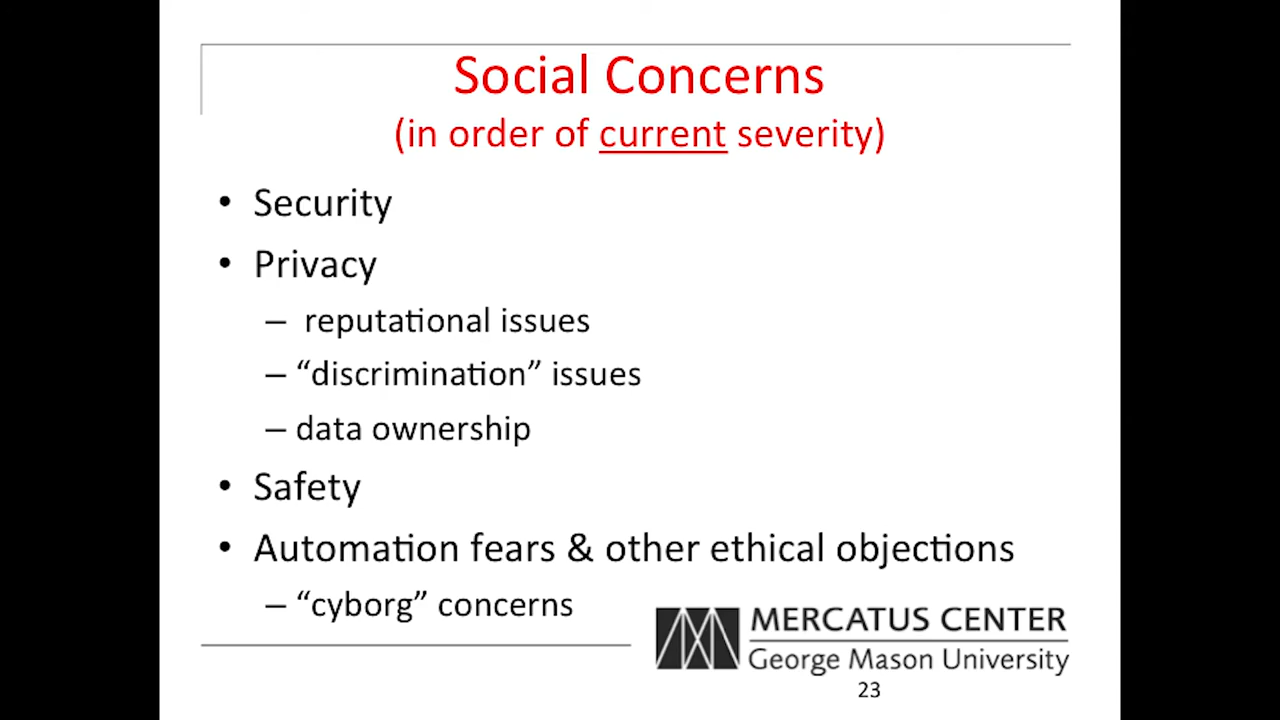 Social Concerns
(in order of current severity)
• Security
• Privacy
– reputational issues
– “discrimination” issues
– data ownership
• Safety
• Automation fears & other ethical objections
– “cyborg” concerns
MERCATUS CENTER
George Mason University
23